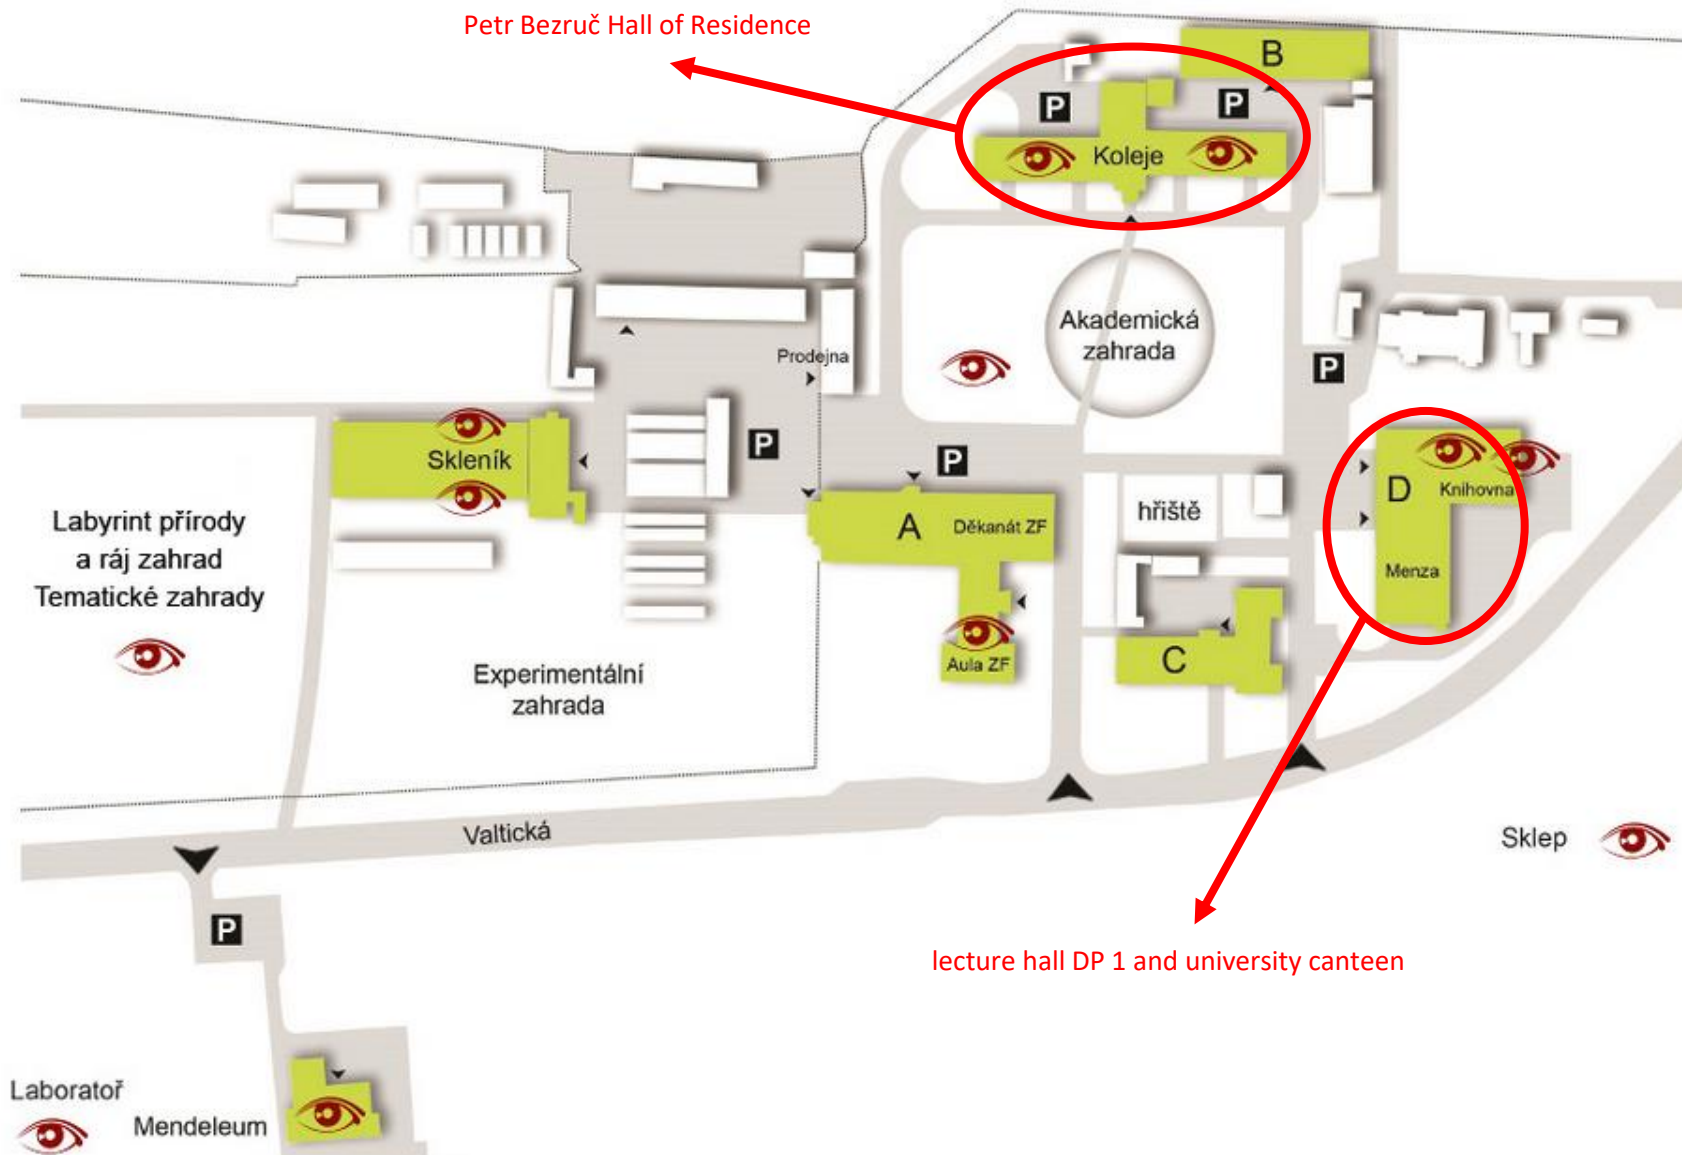 Petr Bezruč Hall of Residence
B
P
P
Koleje
Akademická
zahrada
Prodejna
P
Skleník
P
P
D
Knihovna
Labyrint přírody
a ráj zahrad
Tematické zahrady
A
Děkanát ZF
hřiště
Menza
Experimentální
zahrada
Aula ZF
C
Valtická
Sklep
P
lecture hall DP 1 and university canteen
Laboratoř
Mendeleum